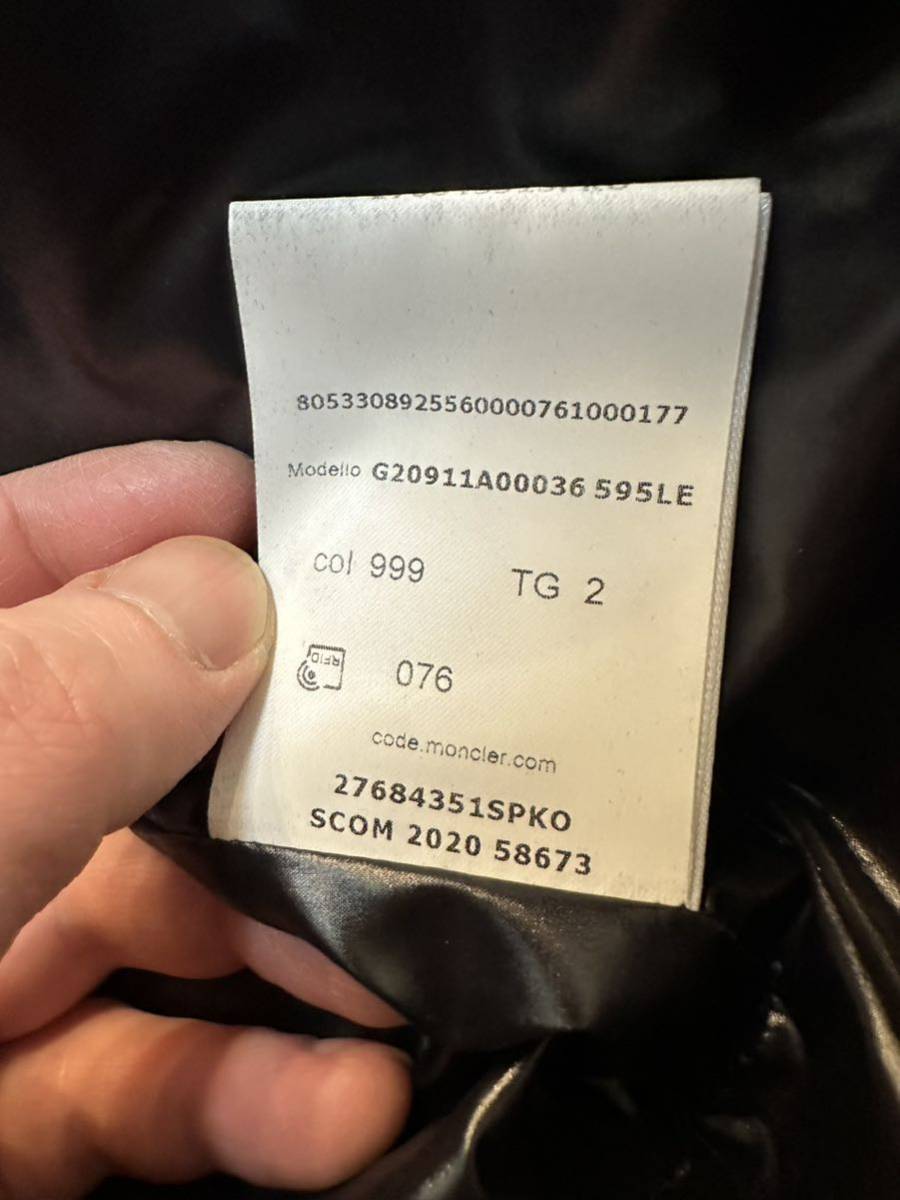 8053308925560000761000177
Modello G20911A00036 595LE
col 999 TG 2
RFID 076
code.moncler.com
27684351SPKO
SCOM 2020 58673